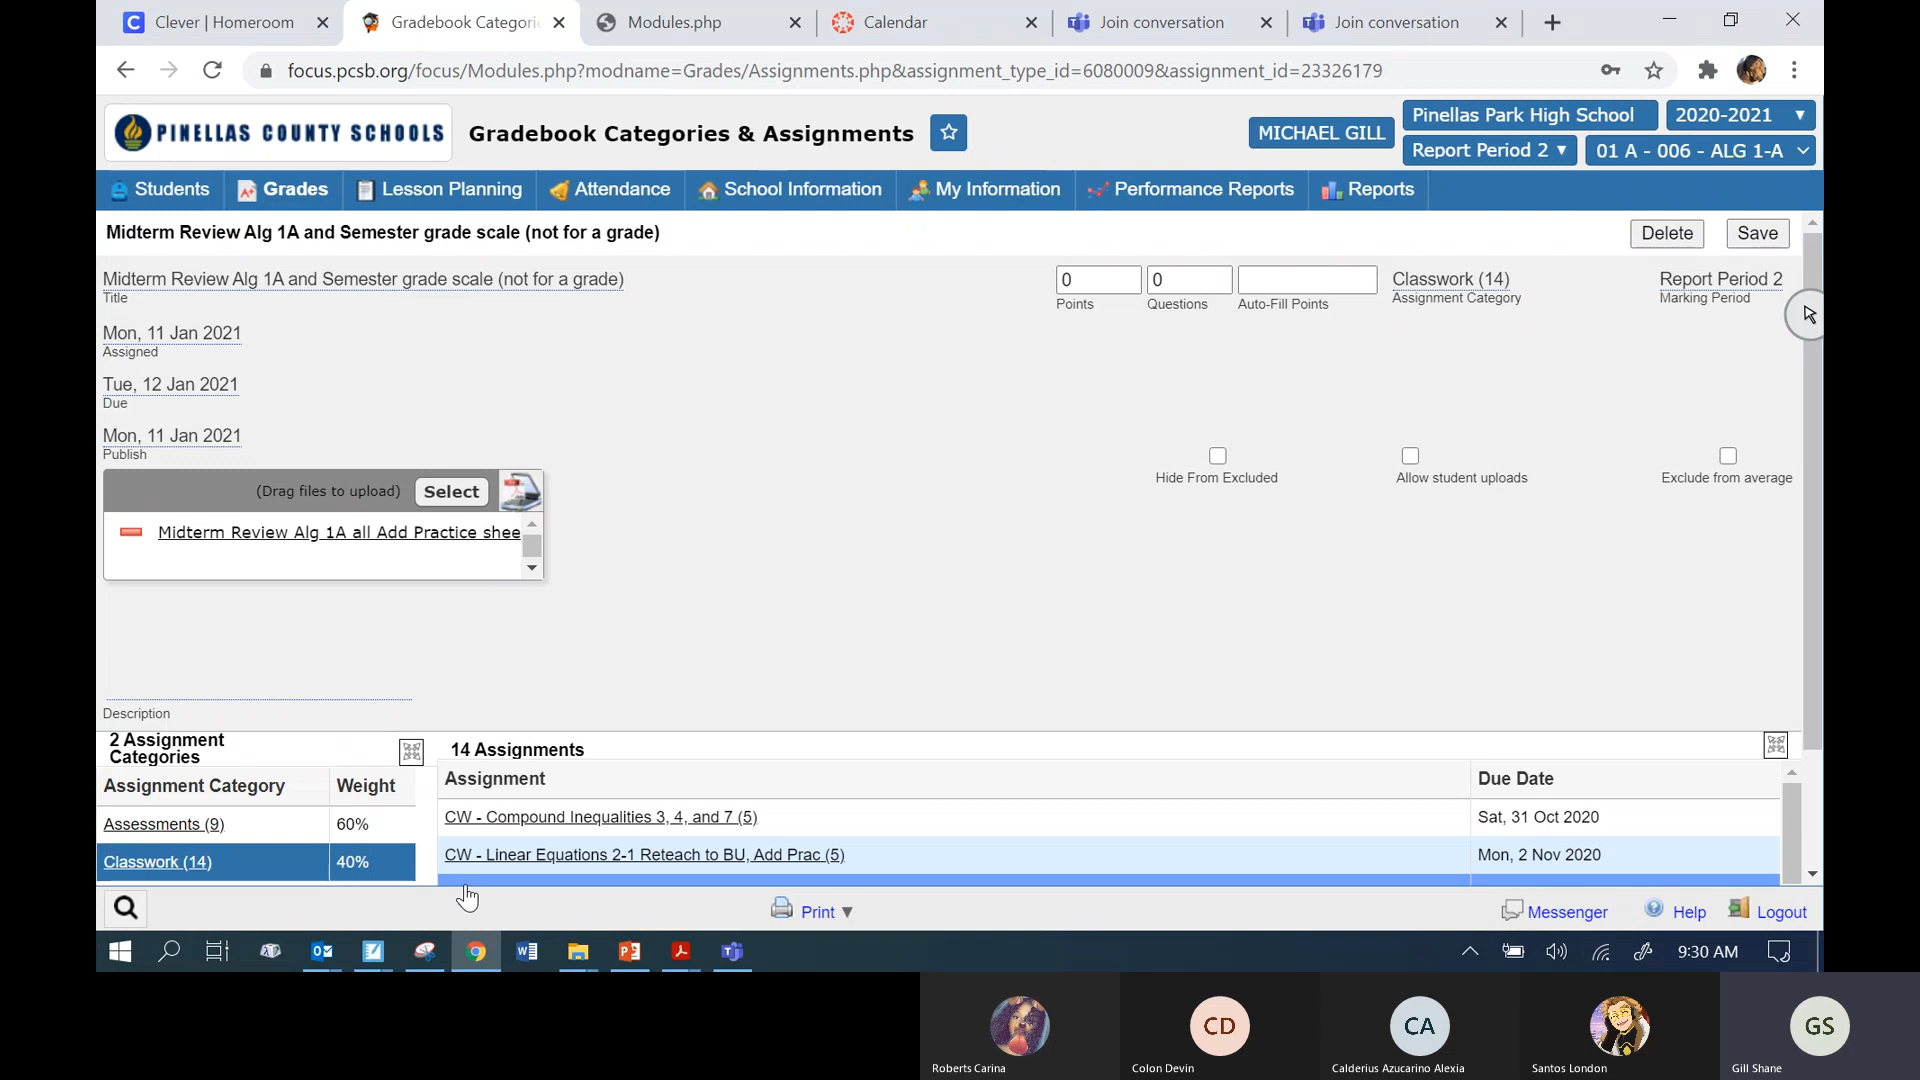 Clever | Homeroom
Gradebook Categorie
Modules.php
Calendar
Join conversation
Join conversation
focus.pcsb.org/focus/Modules.php?modname=Grades/Assignments.php&assignment_type_id=6080009&assignment_id=23326179
PINELLAS COUNTY SCHOOLS
Gradebook Categories & Assignments
MICHAEL GILL
Pinellas Park High School
2020-2021
Report Period 2
01 A - 006 - ALG 1-A
Students
Grades
Lesson Planning
Attendance
School Information
My Information
Performance Reports
Reports
Midterm Review Alg 1A and Semester grade scale (not for a grade)
Delete
Save
Midterm Review Alg 1A and Semester grade scale (not for a grade)
Title
0
Points
0
Questions
Auto-Fill Points
Classwork (14)
Assignment Category
Report Period 2
Marking Period
Mon, 11 Jan 2021
Assigned
Tue, 12 Jan 2021
Due
Mon, 11 Jan 2021
Publish
Hide From Excluded
Allow student uploads
Exclude from average
(Drag files to upload)
Select
Midterm Review Alg 1A all Add Practice shee
Description
2 Assignment
Categories
14 Assignments
Assignment Category
Weight
Assignment
Due Date
Assessments (9)
60%
CW - Compound Inequalities 3, 4, and 7 (5)
Sat, 31 Oct 2020
Classwork (14)
40%
CW - Linear Equations 2-1 Reteach to BU, Add Prac (5)
Mon, 2 Nov 2020
Print
Messenger
Help
Logout
9:30 AM
CD
CA
GS
Roberts Carina
Colon Devin
Calderius Azucarino Alexia
Santos London
Gill Shane